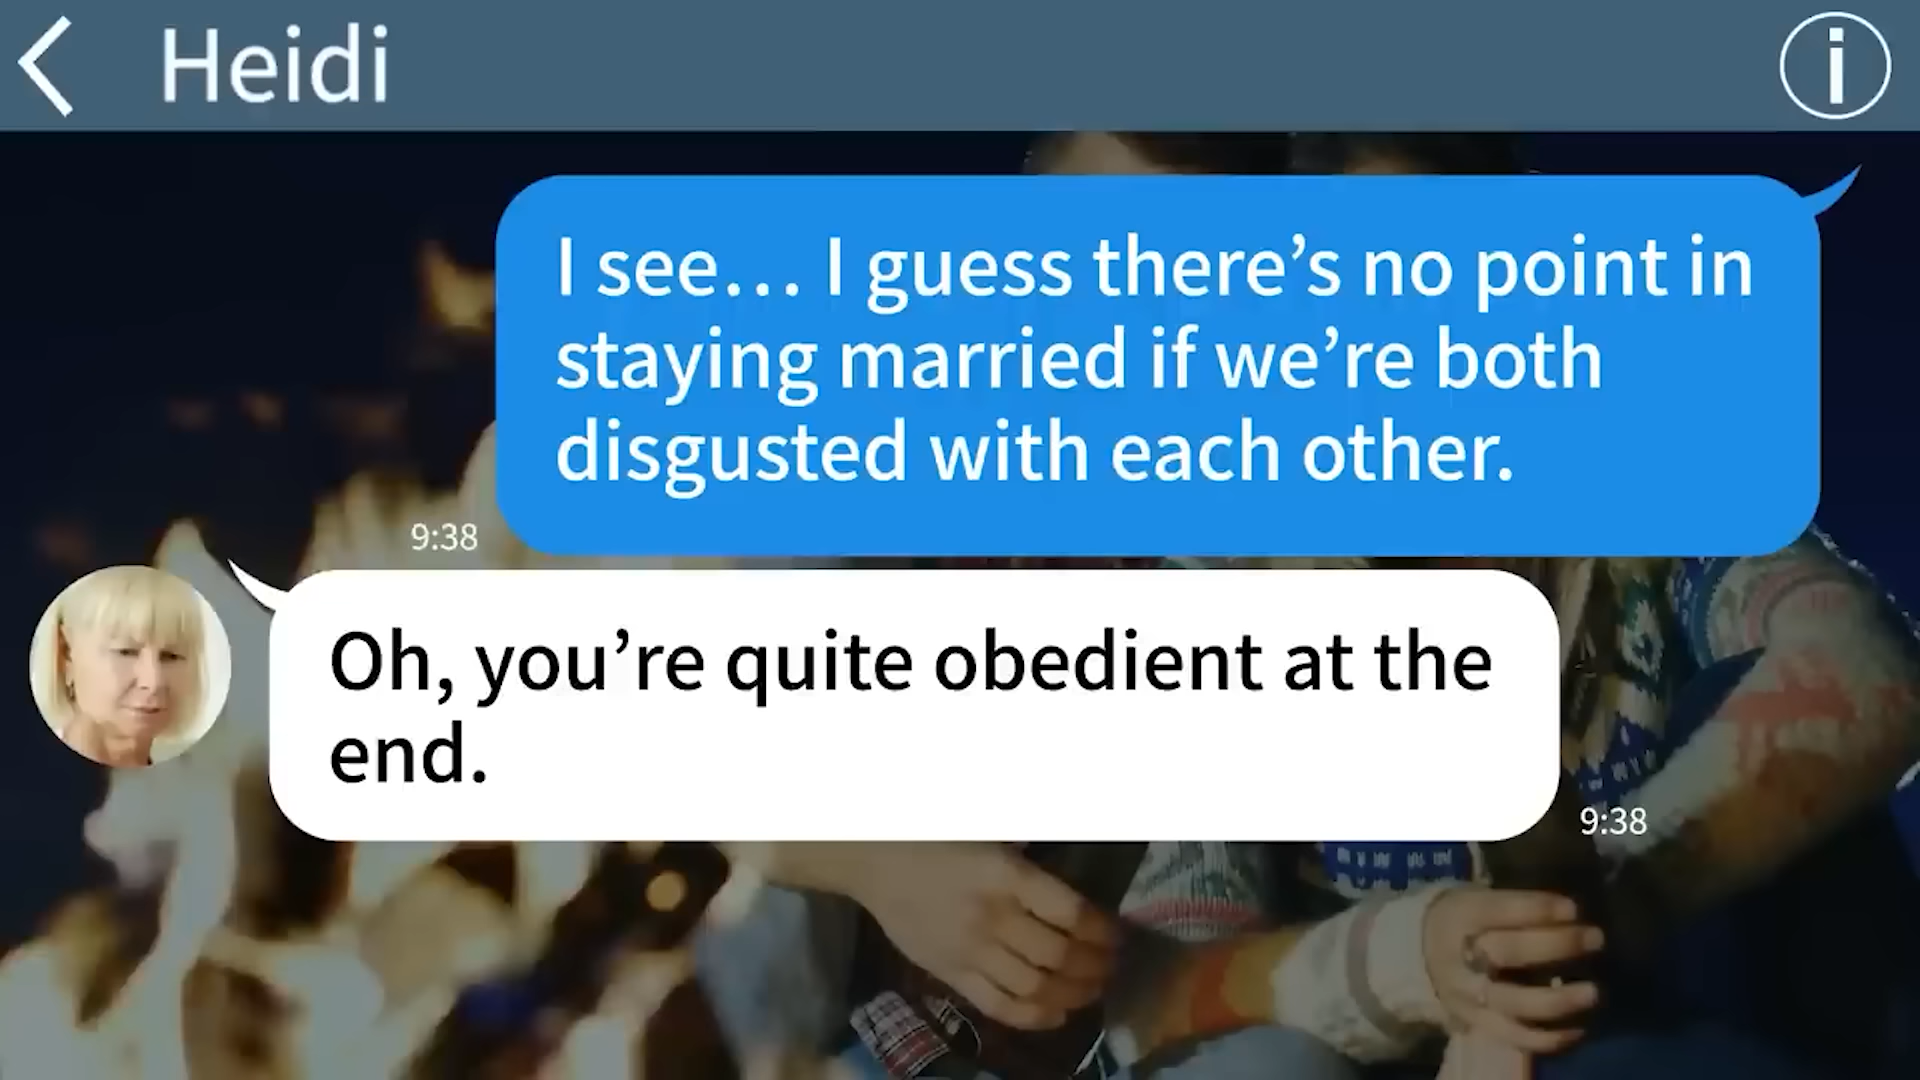 Heidi
I see… I guess there’s no point in
staying married if we’re both
disgusted with each other.
9:38
Oh, you’re quite obedient at the
end.
9:38